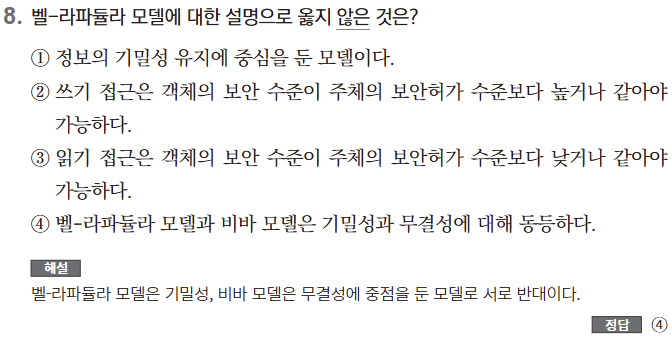 8. 벨-라파듈라 모델에 대한 설명으로 옳지 않은 것은?
① 정보의 기밀성 유지에 중심을 둔 모델이다.
② 쓰기 접근은 객체의 보안 수준이 주체의 보안허가 수준보다 높거나 같아야
가능하다.
③ 읽기 접근은 객체의 보안 수준이 주체의 보안허가 수준보다 낮거나 같아야
가능하다.
④ 벨-라파듈라 모델과 비바 모델은 기밀성과 무결성에 대해 동등하다.
해설
벨-라파듈라 모델은 기밀성, 비바 모델은 무결성에 중점을 둔 모델로 서로 반대이다.
정답 ④